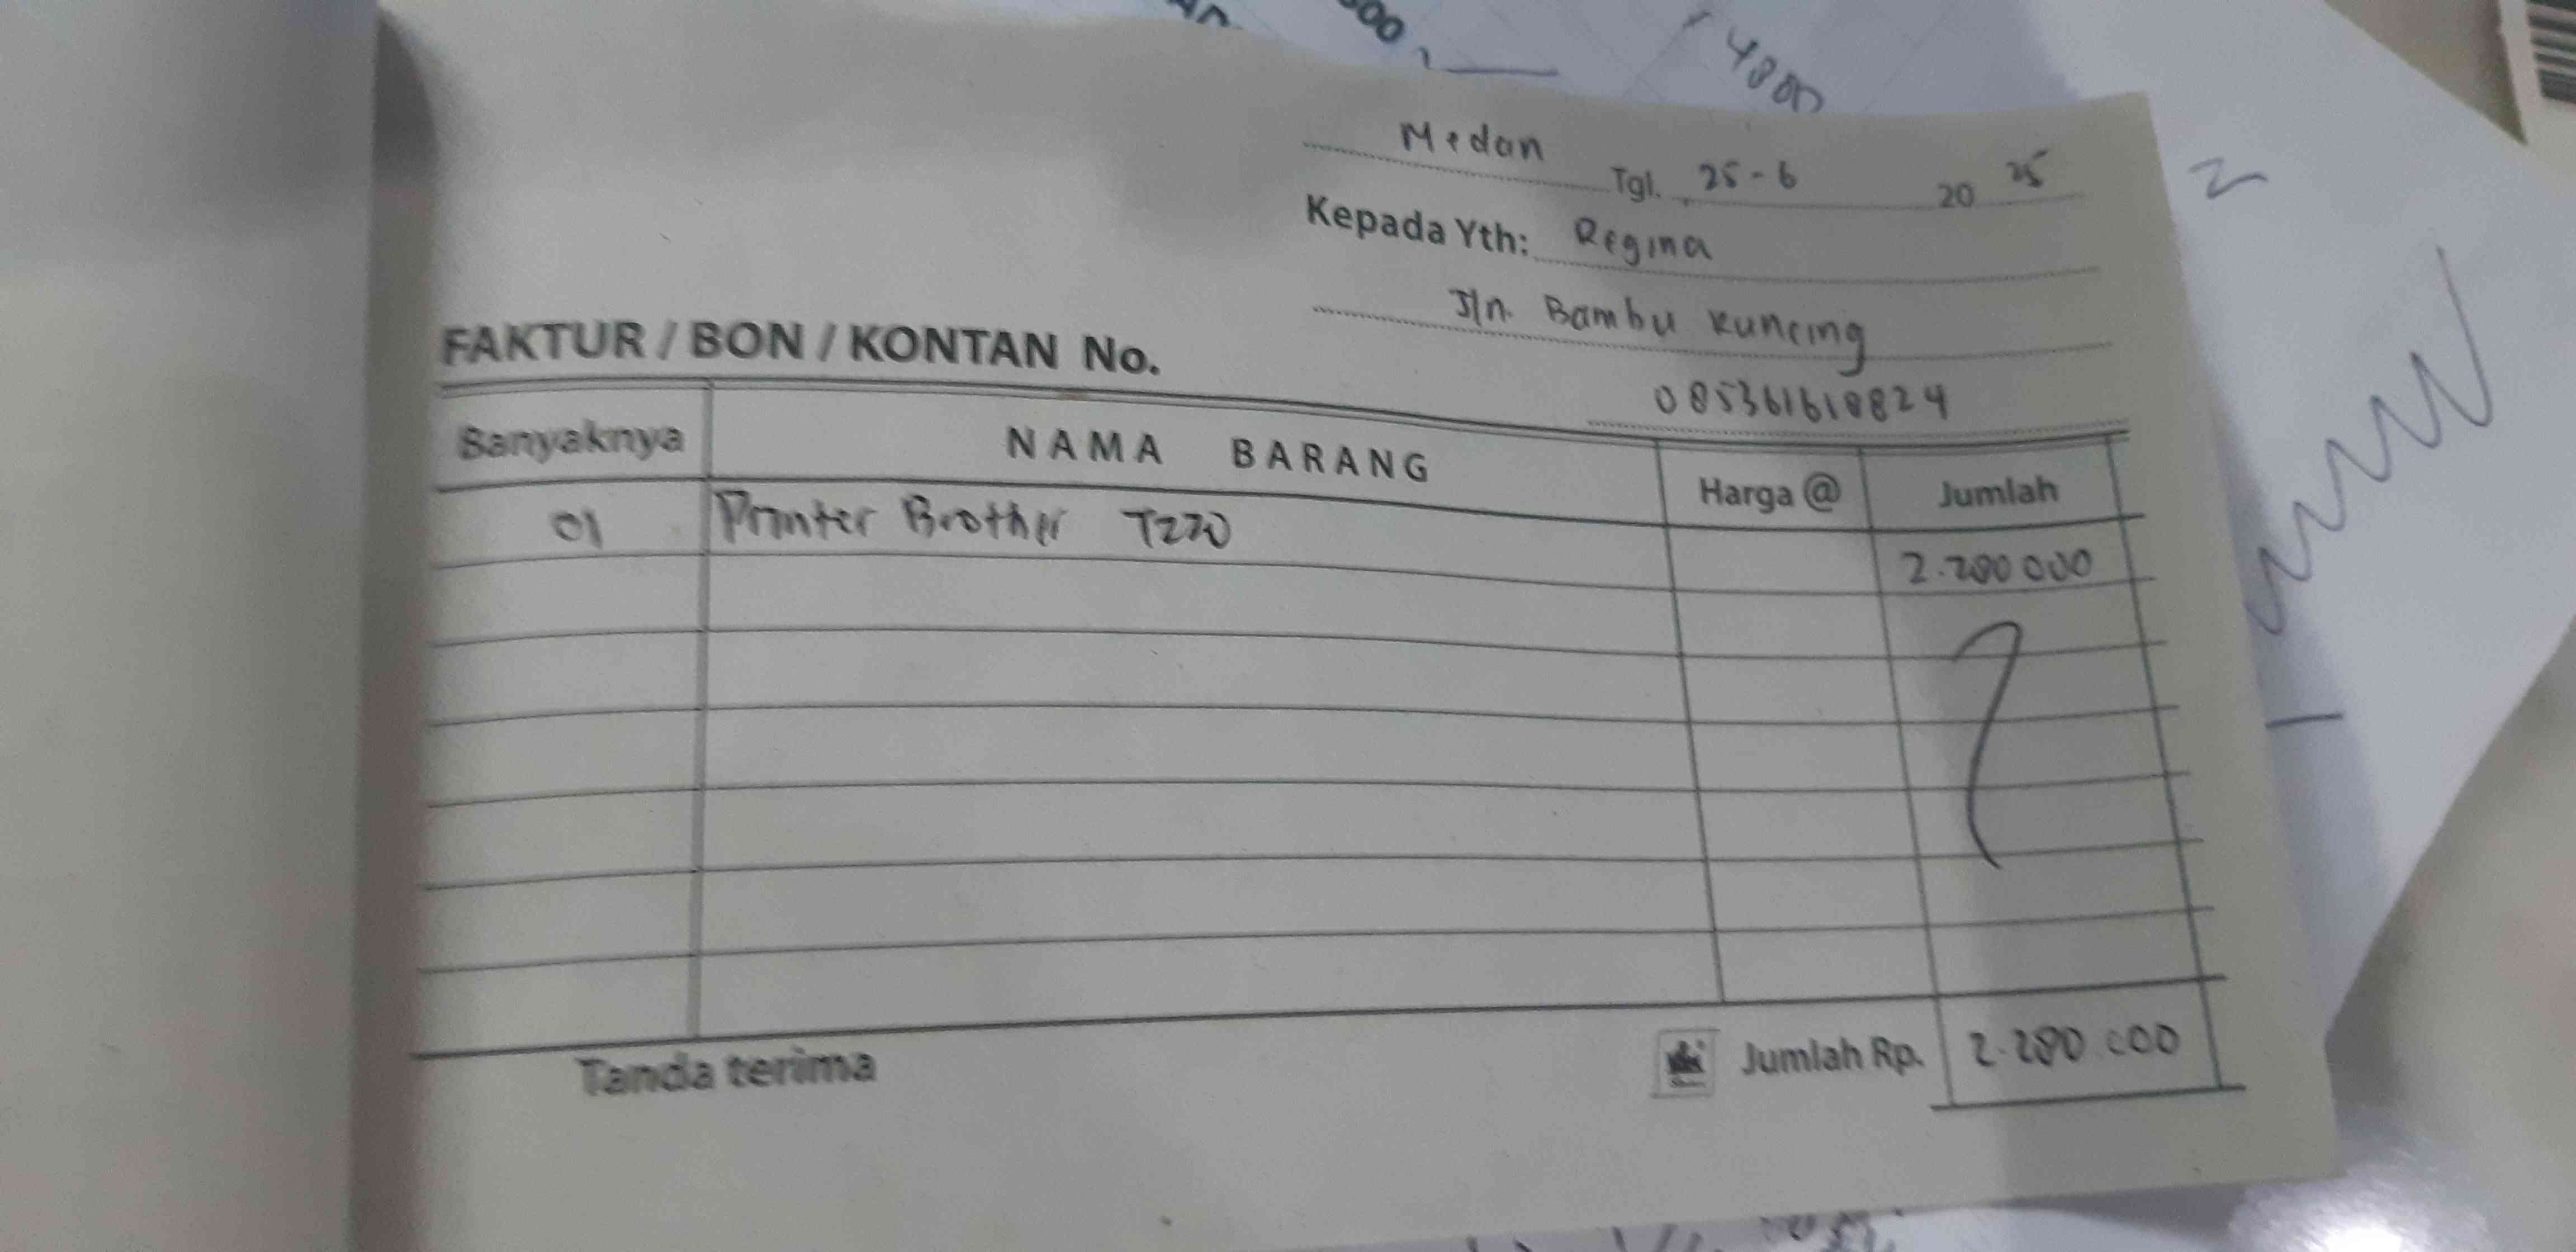 4800
Medan Tgl. 25-6 20 25
Kepada Yth: Regina
Jln. Bambu Kuncing
085361618824
FAKTUR / BON / KONTAN No.
Banyaknya NAMA BARANG Harga @ Jumlah
01 Printer Brother T220 2.280 000
Tanda terima Jumlah Rp. 2.280.000